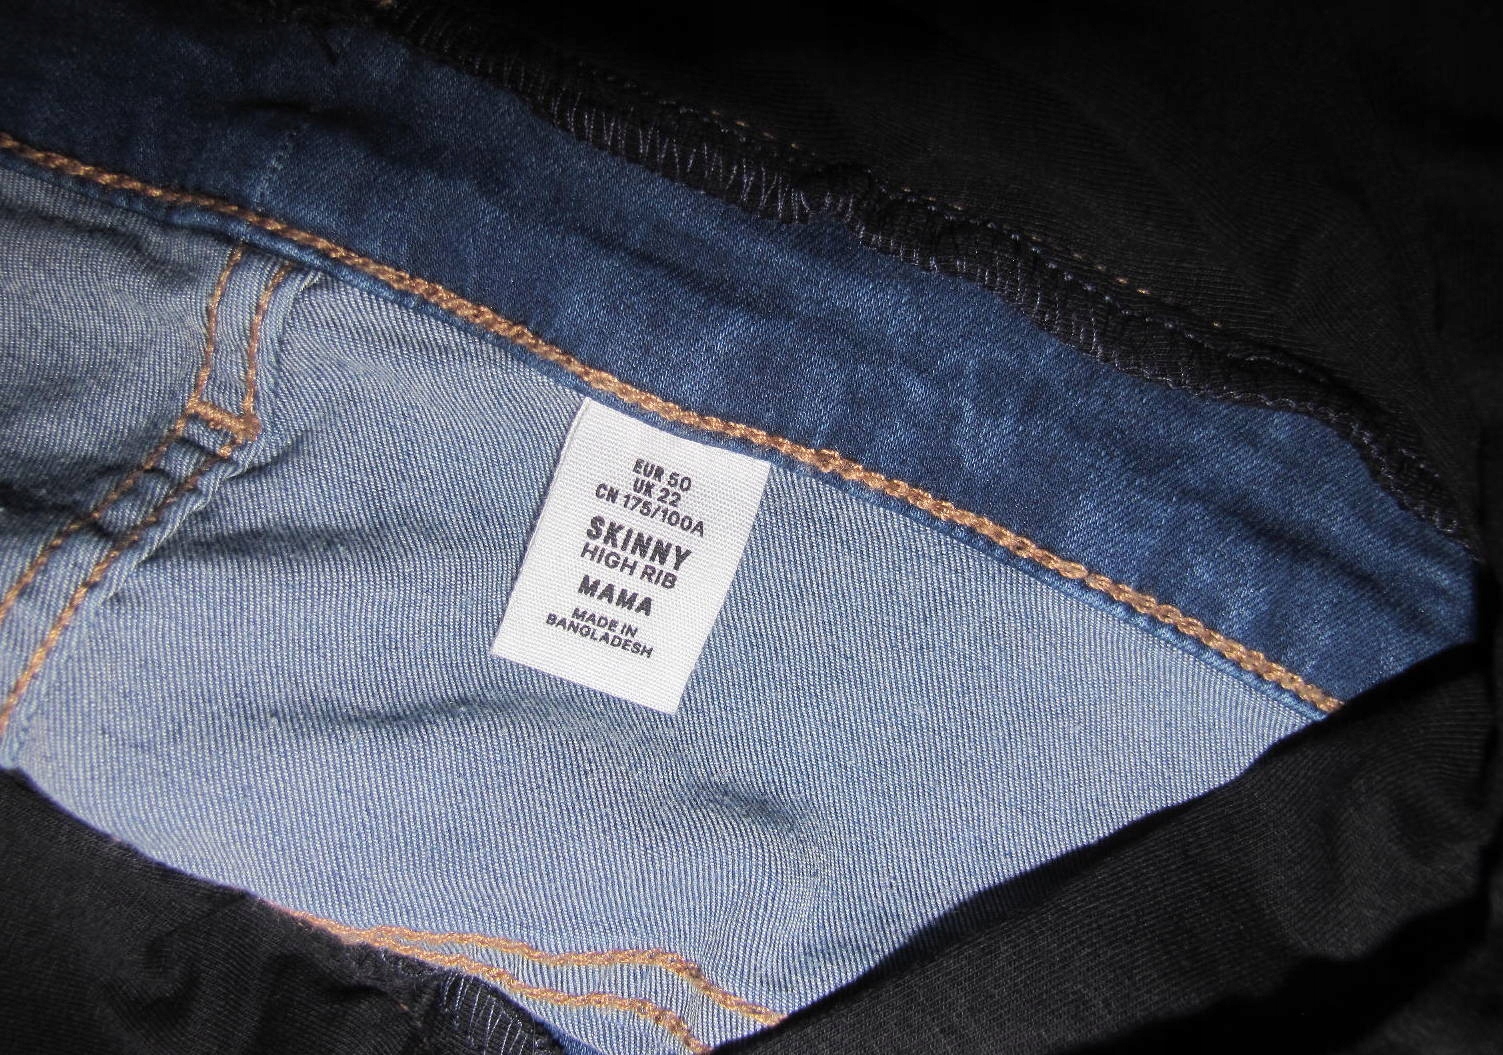 EUR 50
UK 22
CN 175/100A
SKINNY
HIGH RIB
MAMA
MADE IN
BANGLADESH